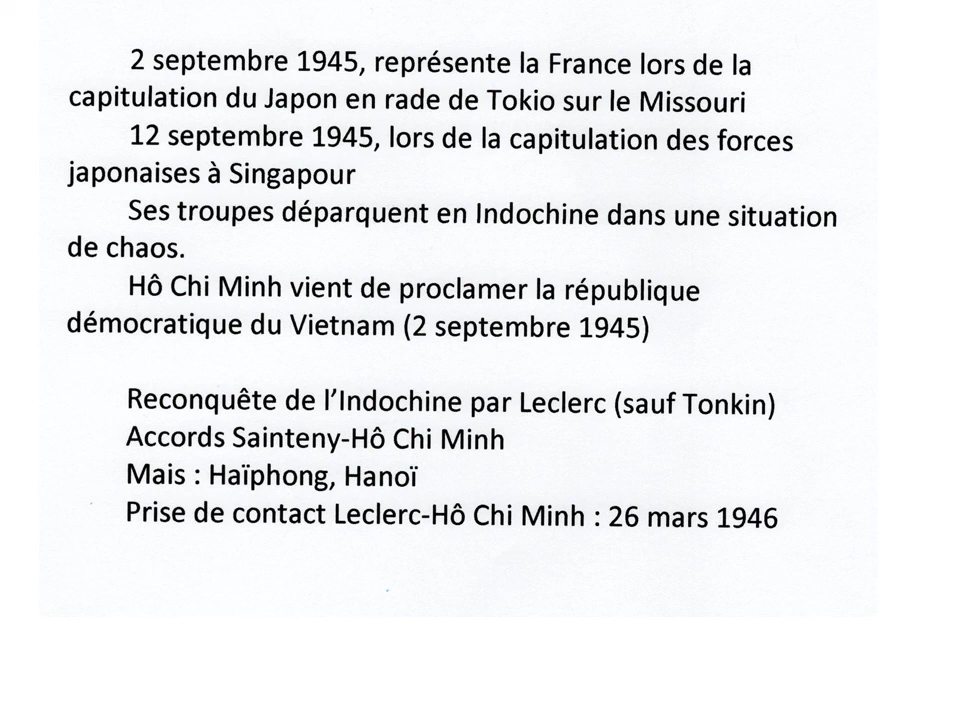 2 septembre 1945, représente la France lors de la
capitulation du Japon en rade de Tokio sur le Missouri
12 septembre 1945, lors de la capitulation des forces
japonaises à Singapour
Ses troupes déparquent en Indochine dans une situation
de chaos.
Hô Chi Minh vient de proclamer la république
démocratique du Vietnam (2 septembre 1945)
Reconquête de l’Indochine par Leclerc (sauf Tonkin)
Accords Sainteny-Hô Chi Minh
Mais : Haïphong, Hanoï
Prise de contact Leclerc-Hô Chi Minh : 26 mars 1946